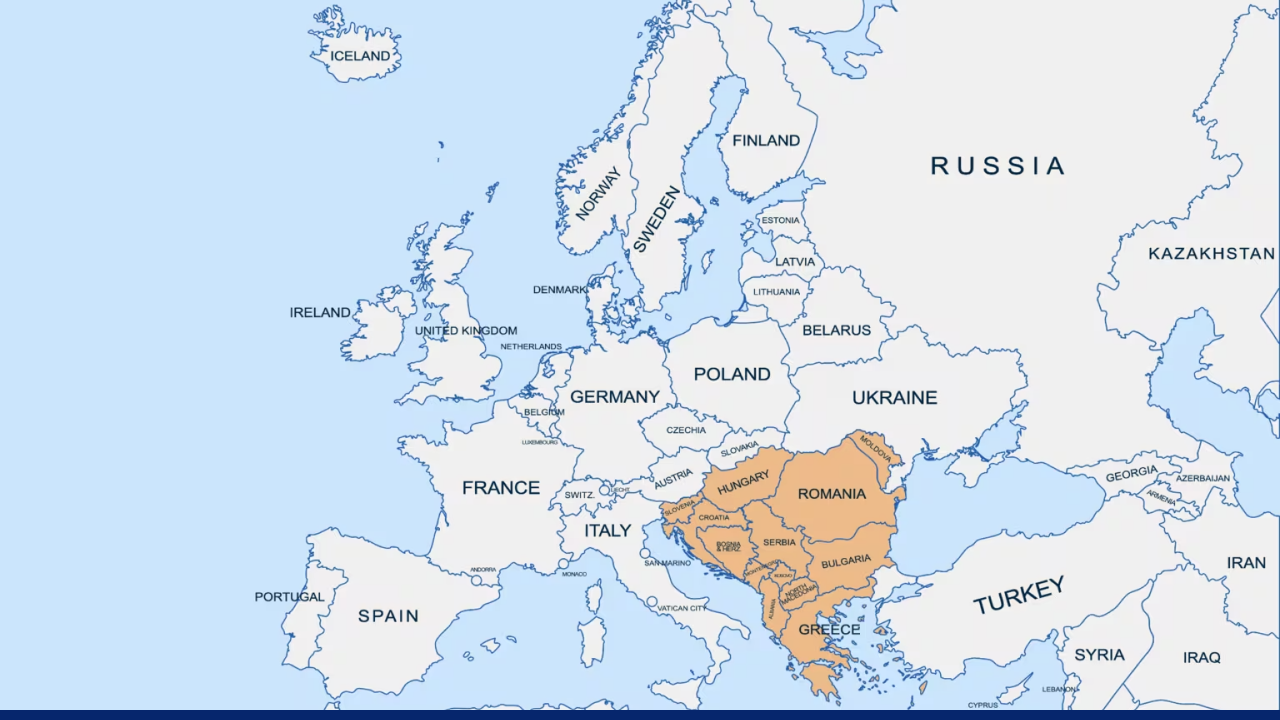 ICELAND
FINLAND
RUSSIA
NORWAY
SWEDEN
ESTONIA
KAZAKHSTAN
LATVIA
DENMARK
LITHUANIA
IRELAND
UNITED KINGDOM
BELARUS
NETHERLANDS
POLAND
GERMANY
UKRAINE
BELGIUM
CZECHIA
LUXEMBOURG
SLOVAKIA
MOLDOVA
AUSTRIA
HUNGARY
GEORGIA
AZERBAIJAN
FRANCE
SWITZ.
LIECHT.
ROMANIA
ARMENIA
SLOVENIA
CROATIA
ITALY
BOSNIA
& HERZ.
SERBIA
BULGARIA
SAN MARINO
IRAN
ANDORRA
MONACO
MONTENEGRO
KOSOVO
NORTH
MACEDONIA
PORTUGAL
TURKEY
VATICAN CITY
ALBANIA
SPAIN
GREECE
SYRIA
IRAQ
LEBANON
CYPRUS